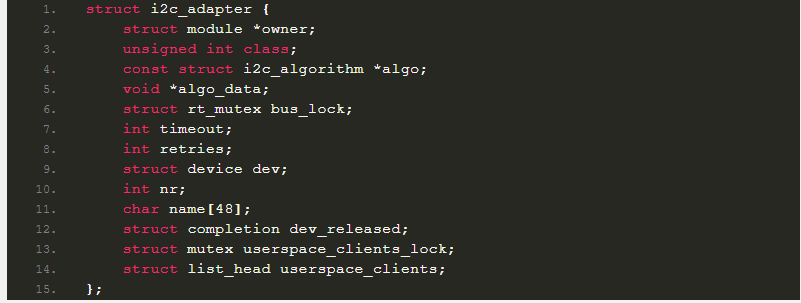 1. struct i2c_adapter {
2. struct module *owner;
3. unsigned int class;
4. const struct i2c_algorithm *algo;
5. void *algo_data;
6. struct rt_mutex bus_lock;
7. int timeout;
8. int retries;
9. struct device dev;
10. int nr;
11. char name[48];
12. struct completion dev_released;
13. struct mutex userspace_clients_lock;
14. struct list_head userspace_clients;
15. };